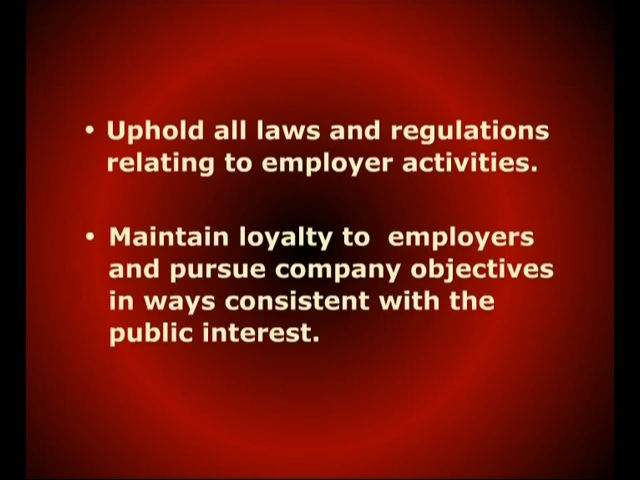 • Uphold all laws and regulations
relating to employer activities.
• Maintain loyalty to  employers
and pursue company objectives
in ways consistent with the
public interest.